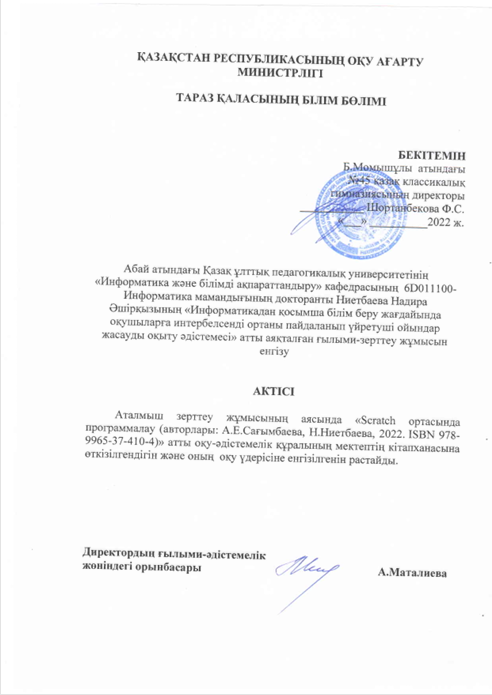 ҚАЗАҚСТАН РЕСПУБЛИКАСЫНЫҢ ОҚУ АҒАРТУ
МИНИСТРЛІГІ
ТАРАЗ ҚАЛАСЫНЫҢ БІЛІМ БӨЛІМІ
БЕКІТЕМІН
Б.Момышұлы атындағы
№45 қазақ классикалық
гимназиясының директоры
____________Шортанбекова Ф.С.
«___»___________2022 ж.
Абай атындағы Қазақ ұлттық педагогикалық университетінің
«Информатика және білімді ақпараттандыру» кафедрасының 6D011100-
Информатика мамандығының докторанты Ниетбаева Надира
Әшірқызының «Информатикадан қосымша білім беру жағдайында
оқушыларға интербелсенді ортаны пайдаланып үйретуші ойындар
жасауды оқыту әдістемесі» атты аяқталған ғылыми-зерттеу жұмысын
енгізу
АКТІСІ
Аталмыш зерттеу жұмысының аясында «Scratch ортасында
программалау (авторлары: А.Е.Сағымбаева, Н.Ниетбаева, 2022. ISBN 978-
9965-37-410-4)» атты оқу-әдістемелік құралының мектептің кітапханасына
өткізілгендігін және оның оқу үдерісіне енгізілгенін растайды.
Директордың ғылыми-әдістемелік
жөніндегі орынбасары А.Маталиева